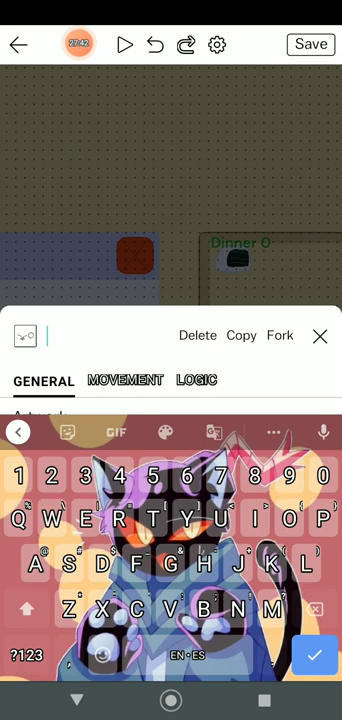 27:42
Save
Dinner O
Delete Copy Fork
GENERAL MOVEMENT LOGIC
GIF
1 2 3 4 5 6 7 8 9 0
Q W E R T Y U I O P
A S D F G H J K L
Z X C V B N M
?123 , EN • ES .